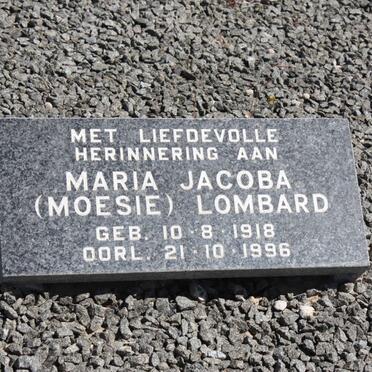 MET LIEFDEVOLLE
HERINNERING AAN
MARIA JACOBA
(MOESIE) LOMBARD
GEB. 10·8·1918
OORL. 21·10·1996